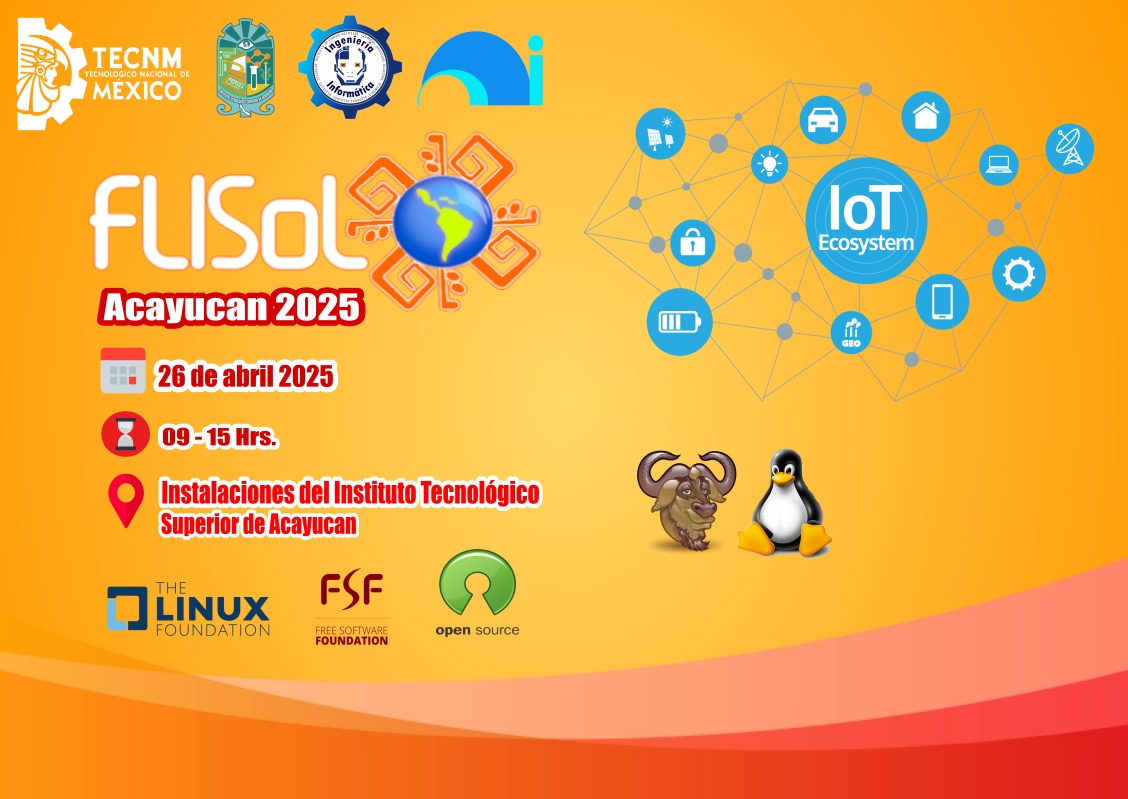 TECNM
TECNOLÓGICO NACIONAL DE
MÉXICO
Ingeniería
Informática
FLISol
Acayucan 2025
26 de abril 2025
09 - 15 Hrs.
Instalaciones del Instituto Tecnológico
Superior de Acayucan
THE
LINUX
FOUNDATION
FSF
FREE SOFTWARE
FOUNDATION
open source
IoT
Ecosystem
GEO